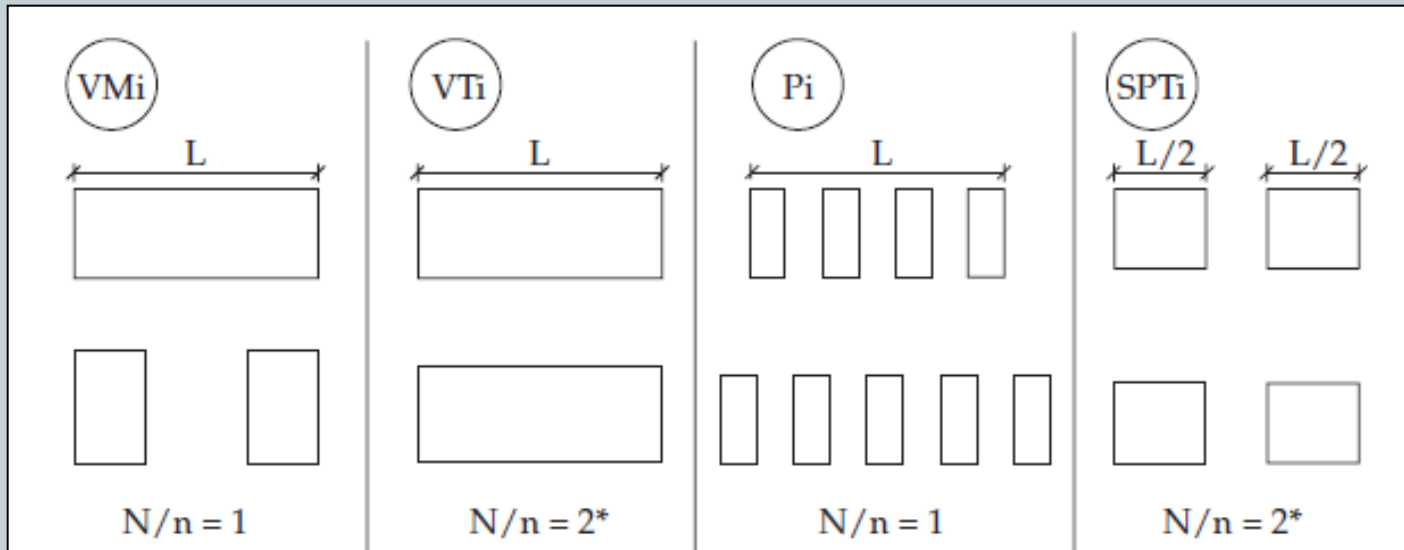 VMi
VTi
Pi
SPTi
L
L
L
L/2
L/2
N/n = 1
N/n = 2*
N/n = 1
N/n = 2*